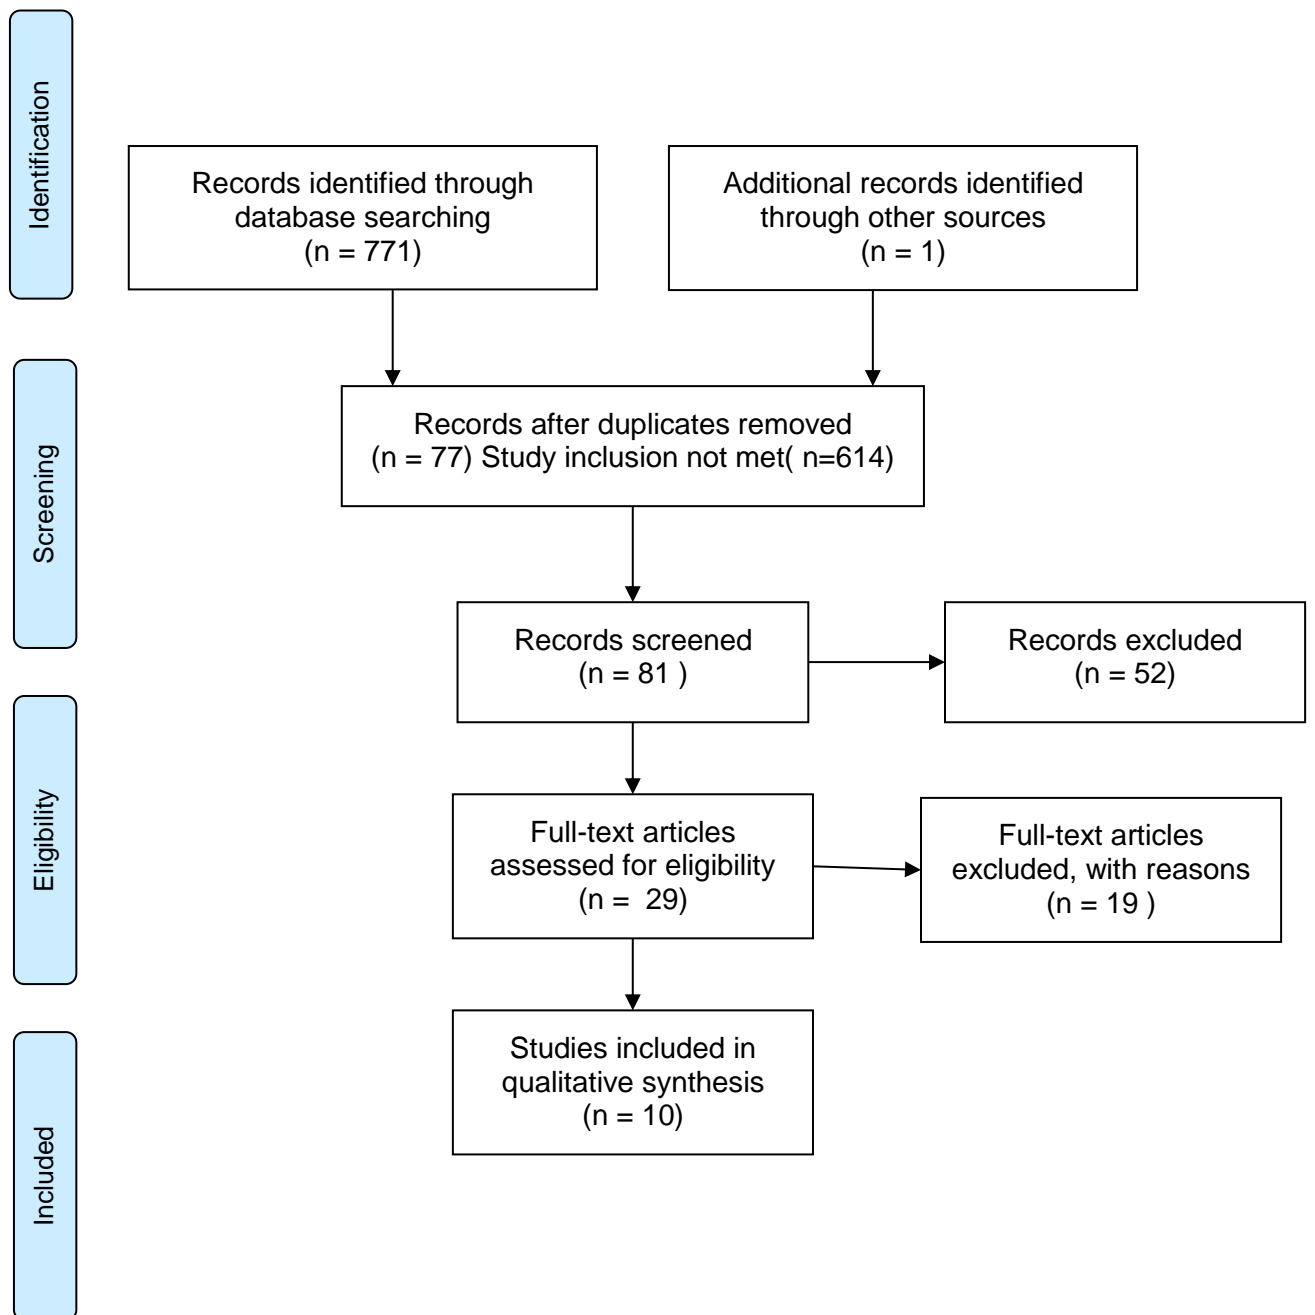 Identification
Records identified through
database searching
(n = 771)
Additional records identified
through other sources
(n = 1)
Screening
Records after duplicates removed
(n = 77) Study inclusion not met( n=614)
Records screened
(n = 81 )
Records excluded
(n = 52)
Eligibility
Full-text articles
assessed for eligibility
(n =  29)
Full-text articles
excluded, with reasons
(n = 19 )
Included
Studies included in
qualitative synthesis
(n = 10)